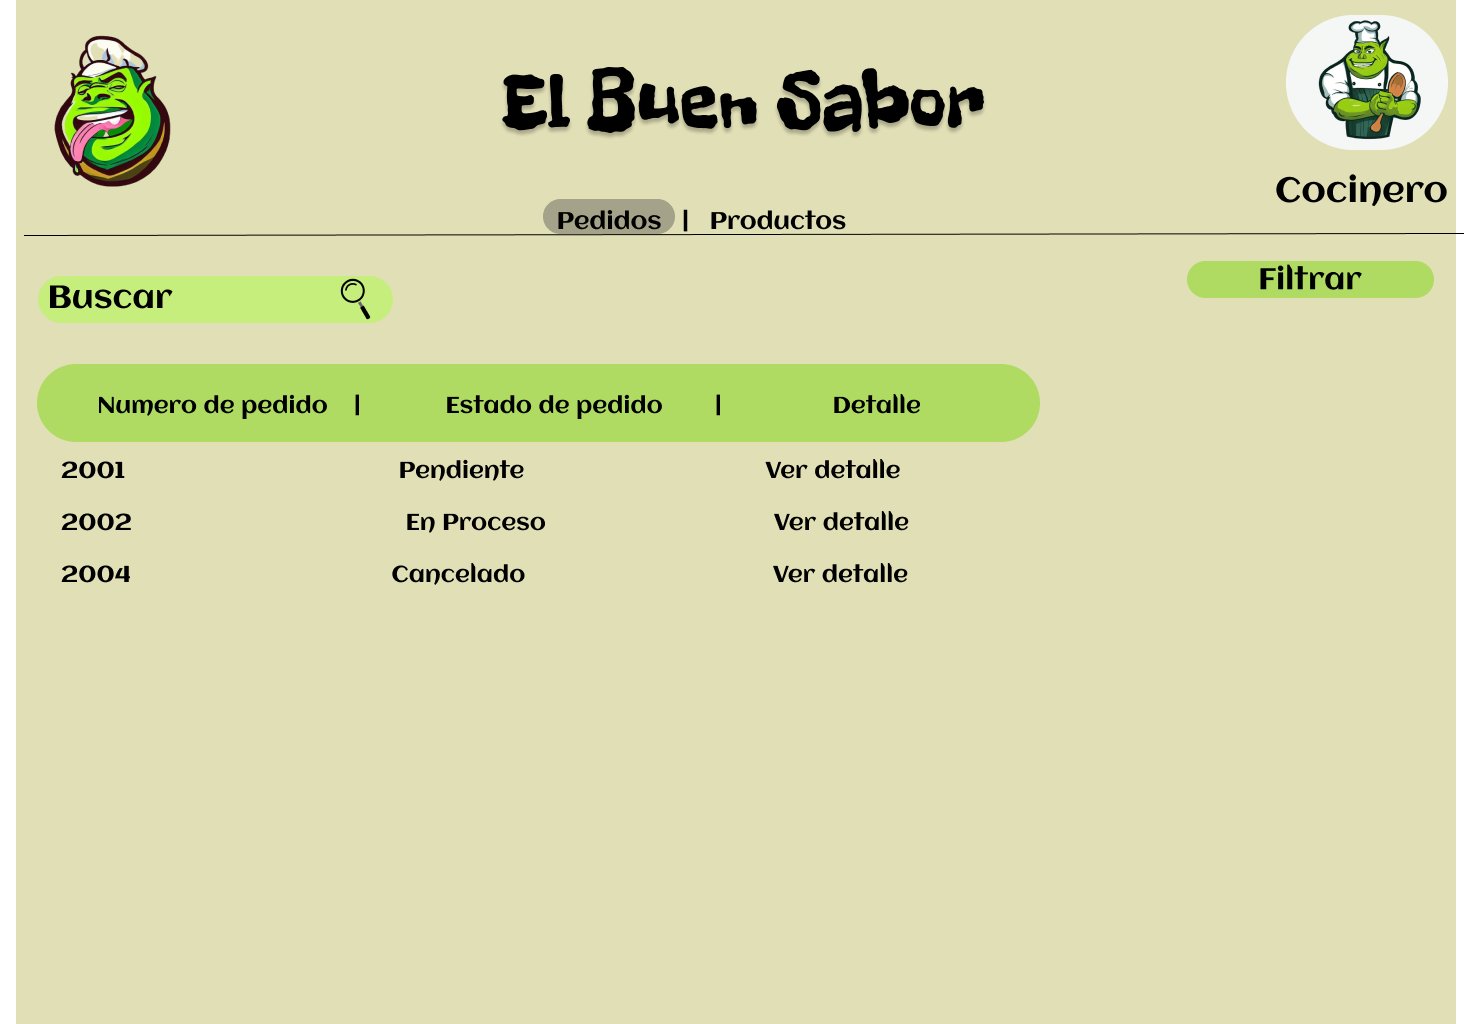 El Buen Sabor
Cocinero
Pedidos | Productos
Buscar
Filtrar
Numero de pedido | Estado de pedido | Detalle
2001 Pendiente Ver detalle
2002 En Proceso Ver detalle
2004 Cancelado Ver detalle